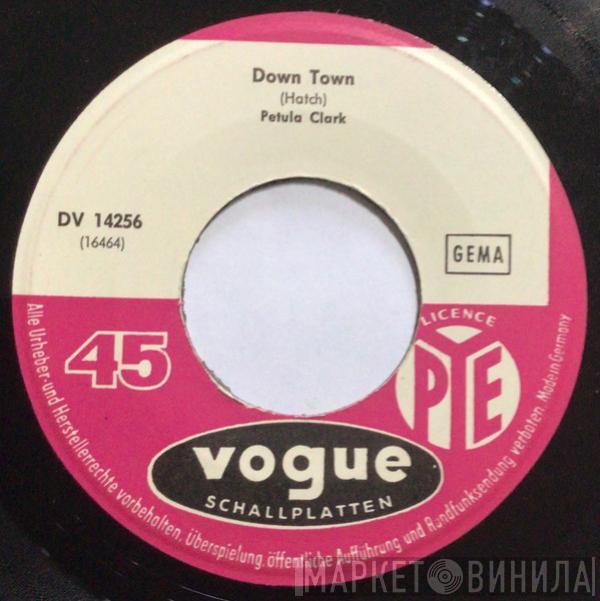 Down Town
(Hatch)
Petula Clark
DV 14256
(16464)
GEMA
45
LICENCE
PYE
vogue
SCHALLPLATTEN
Alle Urheber- und Herstellerrechte vorbehalten. Überspielung, öffentliche Aufführung und Rundfunksendung verboten. Made in Germany
МАРКЕТ ВИНИЛА